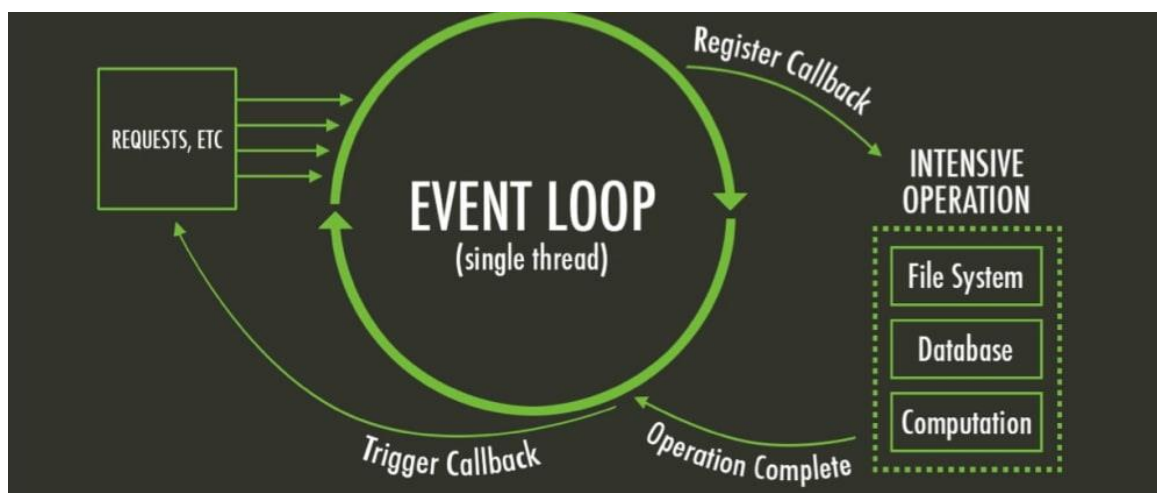 REQUESTS, ETC
EVENT LOOP
(single thread)
Register Callback
INTENSIVE
OPERATION
File System
Database
Computation
Operation Complete
Trigger Callback